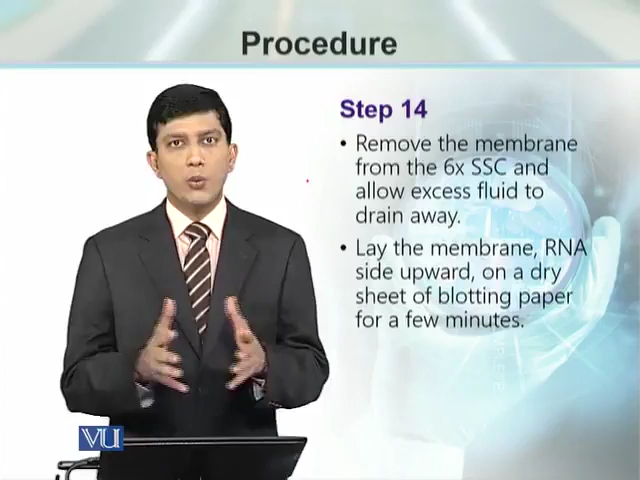 Procedure
Step 14
• Remove the membrane
from the 6x SSC and
allow excess fluid to
drain away.
• Lay the membrane, RNA
side upward, on a dry
sheet of blotting paper
for a few minutes.
VU